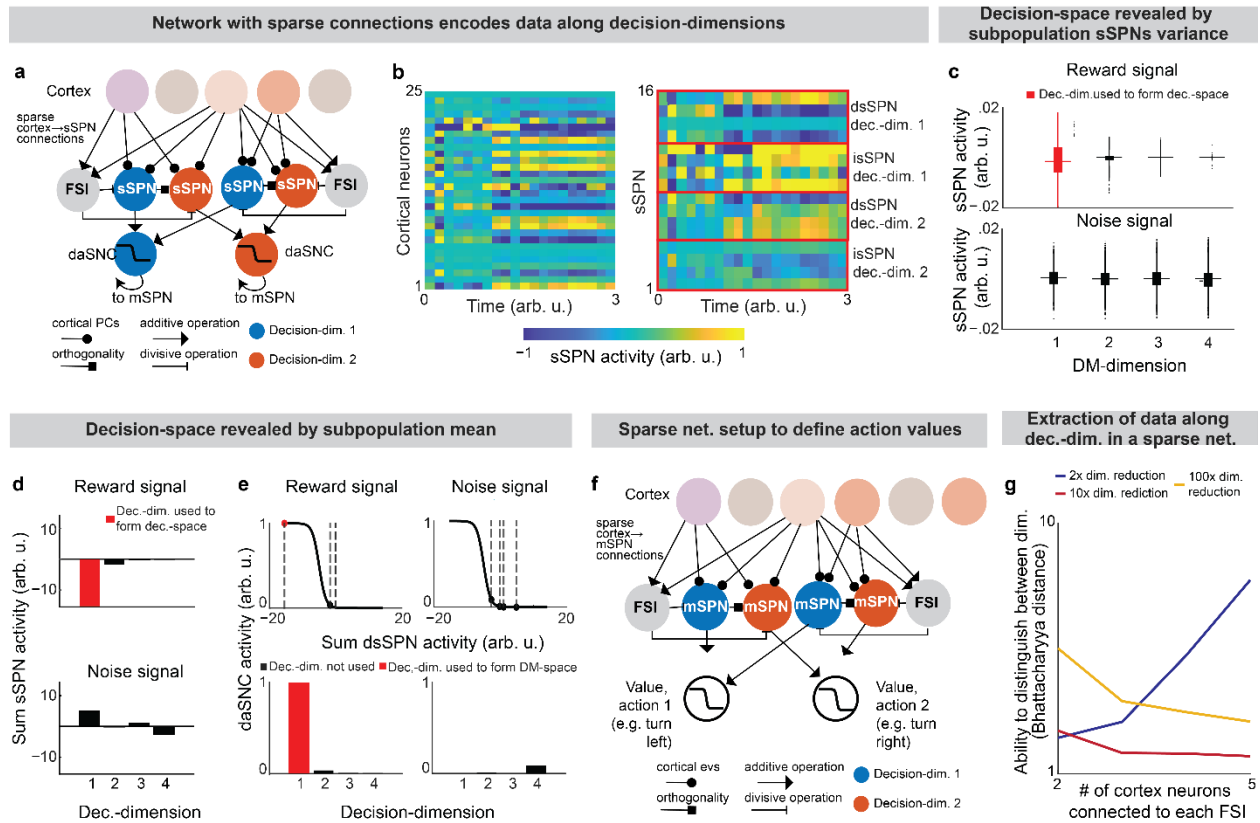 Network with sparse connections encodes data along decision-dimensions
Decision-space revealed by
subpopulation sSPNs variance
a
Cortex
sparse
cortex→sSPN
connections
FSI
sSPN
sSPN
sSPN
sSPN
FSI
daSNC
daSNC
to mSPN
to mSPN
cortical PCs
additive operation
Decision-dim. 1
orthogonality
divisive operation
Decision-dim. 2
b
25
Cortical neurons
1
0
3
Time (arb. u.)
16
sSPN
1
0
3
Time (arb. u.)
dsSPN
dec.-dim. 1
isSPN
dec.-dim. 1
dsSPN
dec.-dim. 2
isSPN
dec.-dim. 2
−1
1
sSPN activity (arb. u.)
c
Reward signal
Dec.-dim.used to form dec.-space
sSPN activity
(arb. u.)
.02
−.02
Noise signal
sSPN activity
(arb. u.)
.02
−.02
1 2 3 4
DM-dimension
Decision-space revealed by subpopulation mean
Sparse net. setup to define action values
Extraction of data along
dec.-dim. in a sparse net.
d
Reward signal
Dec.-dim. used to
form dec.-space
10
−10
Sum sSPN activity (arb. u.)
Noise signal
10
−10
1 2 3 4
Dec.-dimension
e
Reward signal
Noise signal
1
0
−20
20
1
0
20
Sum dsSPN activity (arb. u.)
daSNC activity (arb. u.)
Dec.-dim. not used
Dec,-dim. used to form DM-space
1
0
1 2 3 4
1
0
1 2 3 4
Decision-dimension
f
Cortex
sparse
cortex→
mSPN
connections
FSI
mSPN
mSPN
mSPN
mSPN
FSI
Value,
action 1
(e.g. turn
left)
Value,
action 2
(e.g. turn
right)
cortical evs
additive operation
Decision-dim. 1
orthogonality
divisive operation
Decision-dim. 2
g
2x dim. reduction
10x dim. rediction
100x dim.
reduction
Ability to distinguish between dim.
(Bhattacharyya distance)
10
1
2
5
# of cortex neurons
connected to each FSI